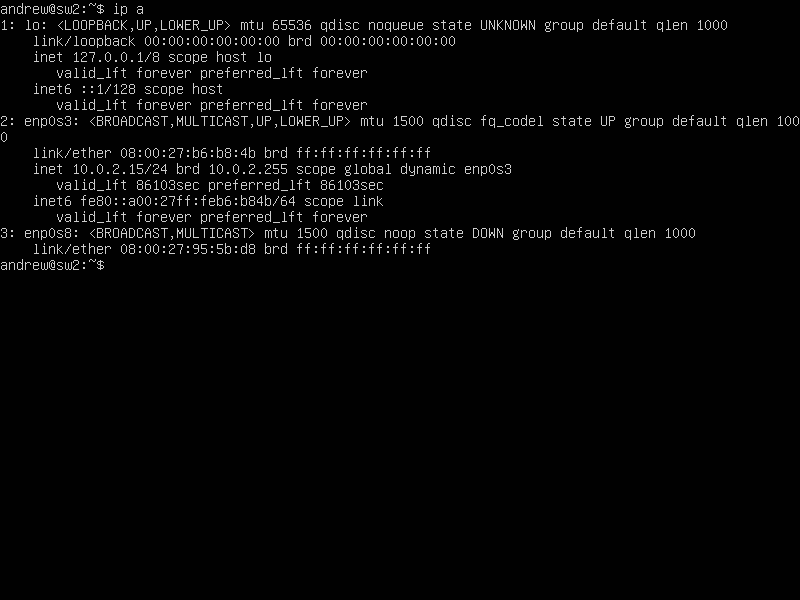 andrew@sw2:~$ ip a
1: lo: <LOOPBACK,UP,LOWER_UP> mtu 65536 qdisc noqueue state UNKNOWN group default qlen 1000
    link/loopback 00:00:00:00:00:00 brd 00:00:00:00:00:00
    inet 127.0.0.1/8 scope host lo
       valid_lft forever preferred_lft forever
    inet6 ::1/128 scope host
       valid_lft forever preferred_lft forever
2: enp0s3: <BROADCAST,MULTICAST,UP,LOWER_UP> mtu 1500 qdisc fq_codel state UP group default qlen 100
0
    link/ether 08:00:27:b6:b8:4b brd ff:ff:ff:ff:ff:ff
    inet 10.0.2.15/24 brd 10.0.2.255 scope global dynamic enp0s3
       valid_lft 86103sec preferred_lft 86103sec
    inet6 fe80::a00:27ff:feb6:b84b/64 scope link
       valid_lft forever preferred_lft forever
3: enp0s8: <BROADCAST,MULTICAST> mtu 1500 qdisc noop state DOWN group default qlen 1000
    link/ether 08:00:27:95:5b:d8 brd ff:ff:ff:ff:ff:ff
andrew@sw2:~$